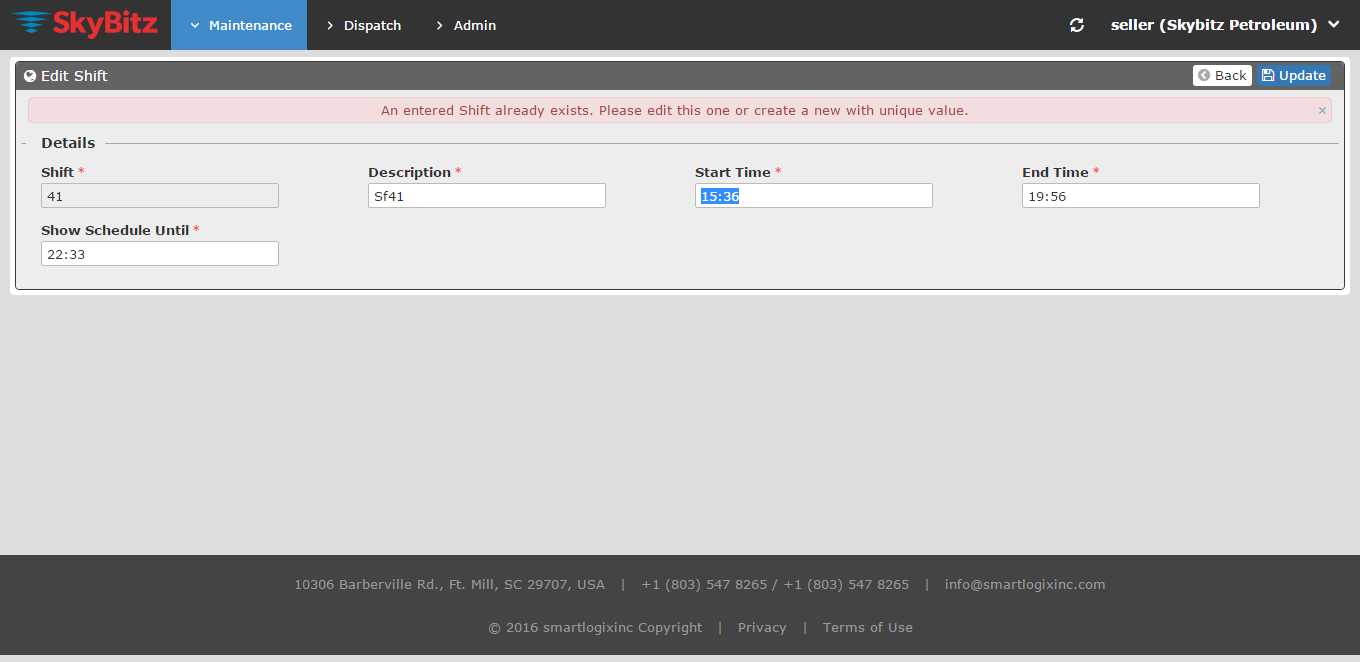 SkyBitz Maintenance Dispatch Admin seller (Skybitz Petroleum)
Edit Shift Back Update
An entered Shift already exists. Please edit this one or create a new with unique value. ×
Details
Shift * Description * Start Time * End Time *
41 Sf41 15:36 19:56
Show Schedule Until *
22:33
10306 Barberville Rd., Ft. Mill, SC 29707, USA | +1 (803) 547 8265 / +1 (803) 547 8265 | info@smartlogixinc.com
© 2016 smartlogixinc Copyright | Privacy | Terms of Use